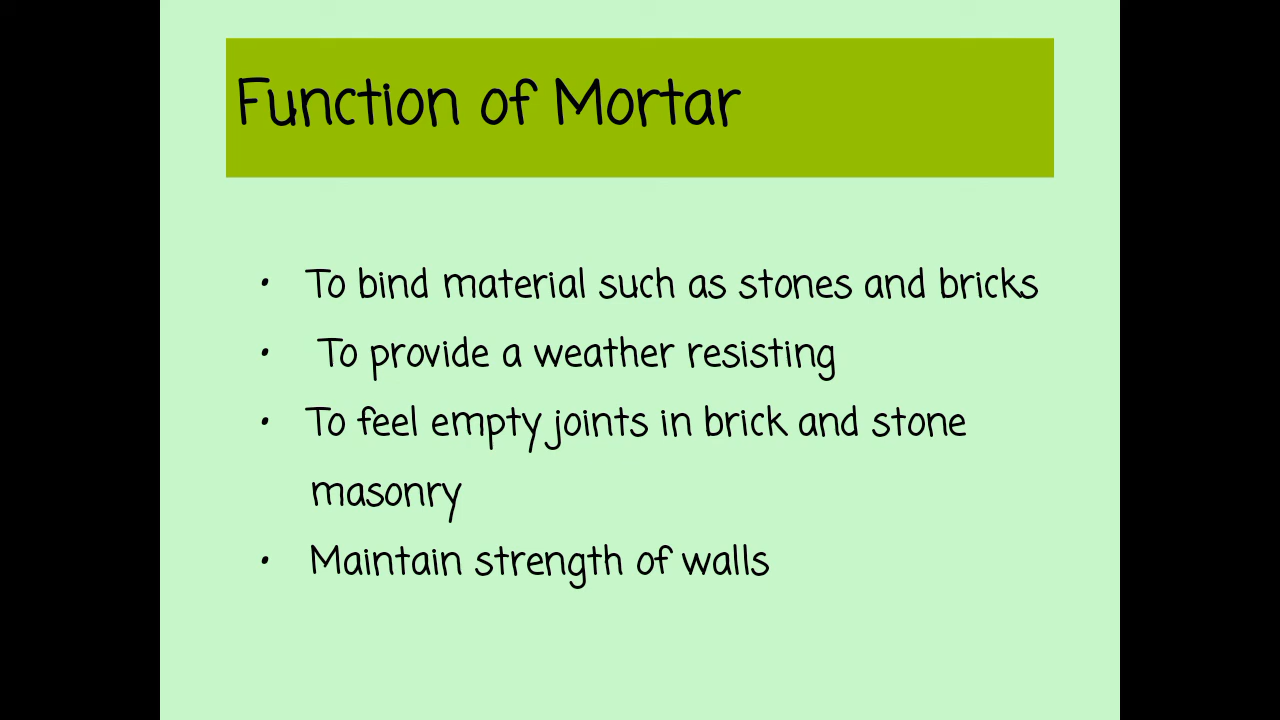 Function of Mortar
• To bind material such as stones and bricks
• To provide a weather resisting
• To feel empty joints in brick and stone
masonry
• Maintain strength of walls